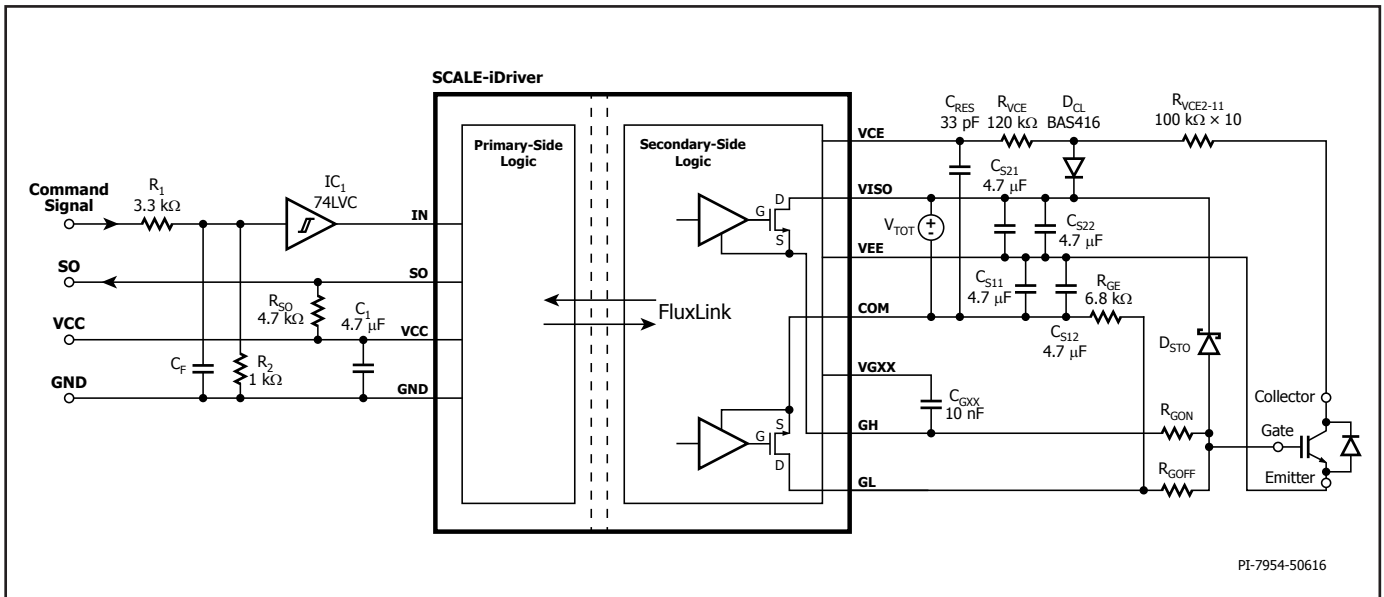 SCALE-iDriver
Primary-Side
Logic
Secondary-Side
Logic
FluxLink
Command
Signal
R1
3.3 kΩ
IC1
74LVC
IN
SO
SO
RSO
4.7 kΩ
C1
4.7 µF
VCC
VCC
CF
R2
1 kΩ
GND
GND
G
D
S
G
S
D
VCE
VISO
VEE
COM
VGXX
GH
GL
CRES
33 pF
RVCE
120 kΩ
DCL
BAS416
RVCE2-11
100 kΩ × 10
CS21
4.7 µF
VTOT
CS22
4.7 µF
CS11
4.7 µF
RGE
6.8 kΩ
CS12
4.7 µF
DSTO
CGXX
10 nF
RGON
RGOFF
Collector
Gate
Emitter
PI-7954-50616